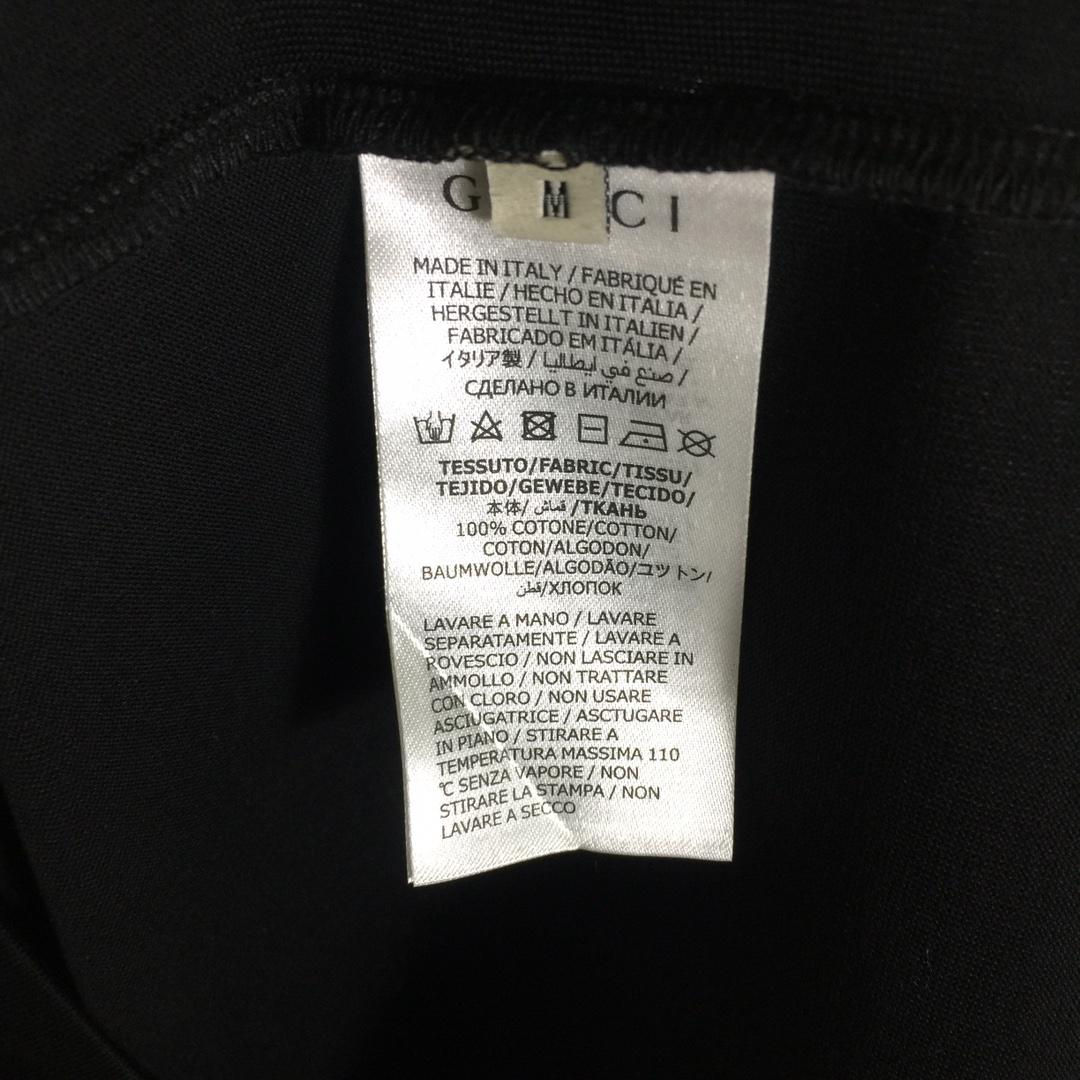 G CCI
M
MADE IN ITALY / FABRIQUÉ EN
ITALIE / HECHO EN ITALIA /
HERGESTELLT IN ITALIEN /
FABRICADO EM ITÁLIA /
イタリア製 / صنع في ايطاليا /
СДЕЛАНО В ИТАЛИИ
TESSUTO/FABRIC/TISSU/
TEJIDO/GEWEBE/TECIDO/
本体/ قماش /ТКАНЬ
100% COTONE/COTTON/
COTON/ALGODON/
BAUMWOLLE/ALGODÃO/ユットン/
قطن/ХЛОПОК
LAVARE A MANO / LAVARE
SEPARATAMENTE / LAVARE A
ROVESCIO / NON LASCIARE IN
AMMOLLO / NON TRATTARE
CON CLORO / NON USARE
ASCIUGATRICE / ASCTUGARE
IN PIANO / STIRARE A
TEMPERATURA MASSIMA 110
℃ SENZA VAPORE / NON
STIRARE LA STAMPA / NON
LAVARE A SECCO